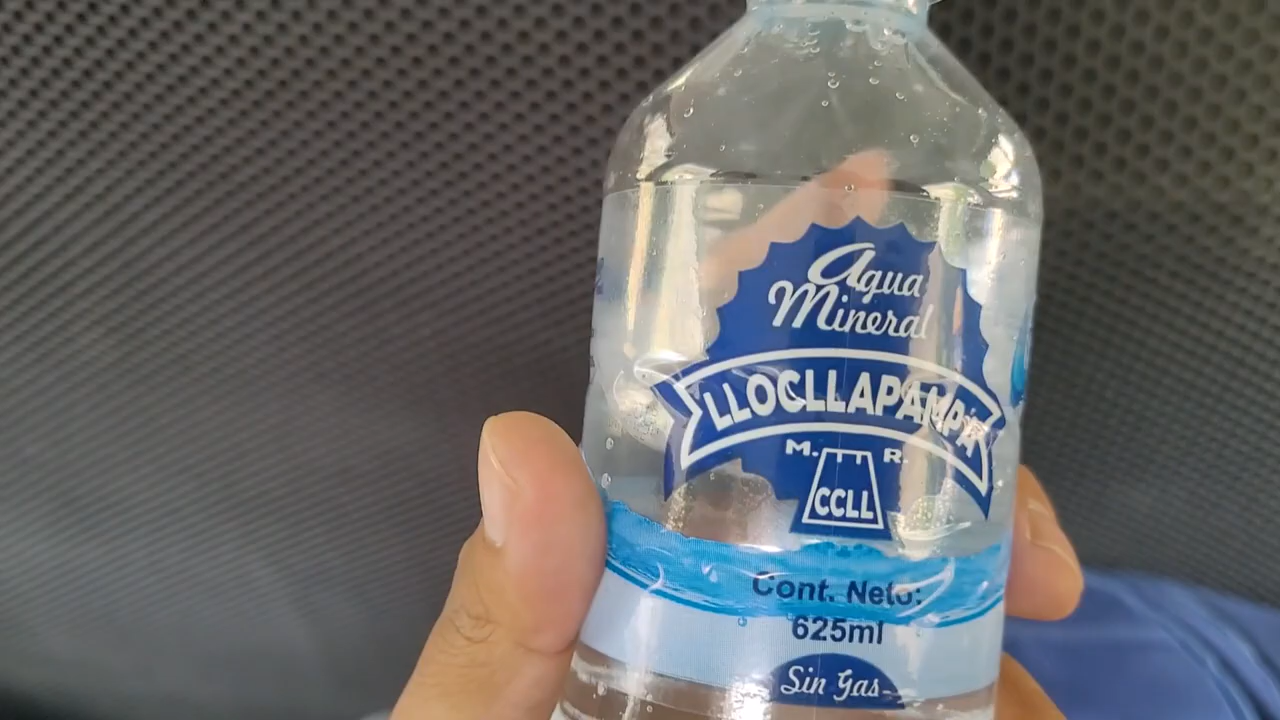 Agua
Mineral
LLOCLLAPAMPA
M. R.
CCLL
Cont. Neto:
625ml
Sin Gas